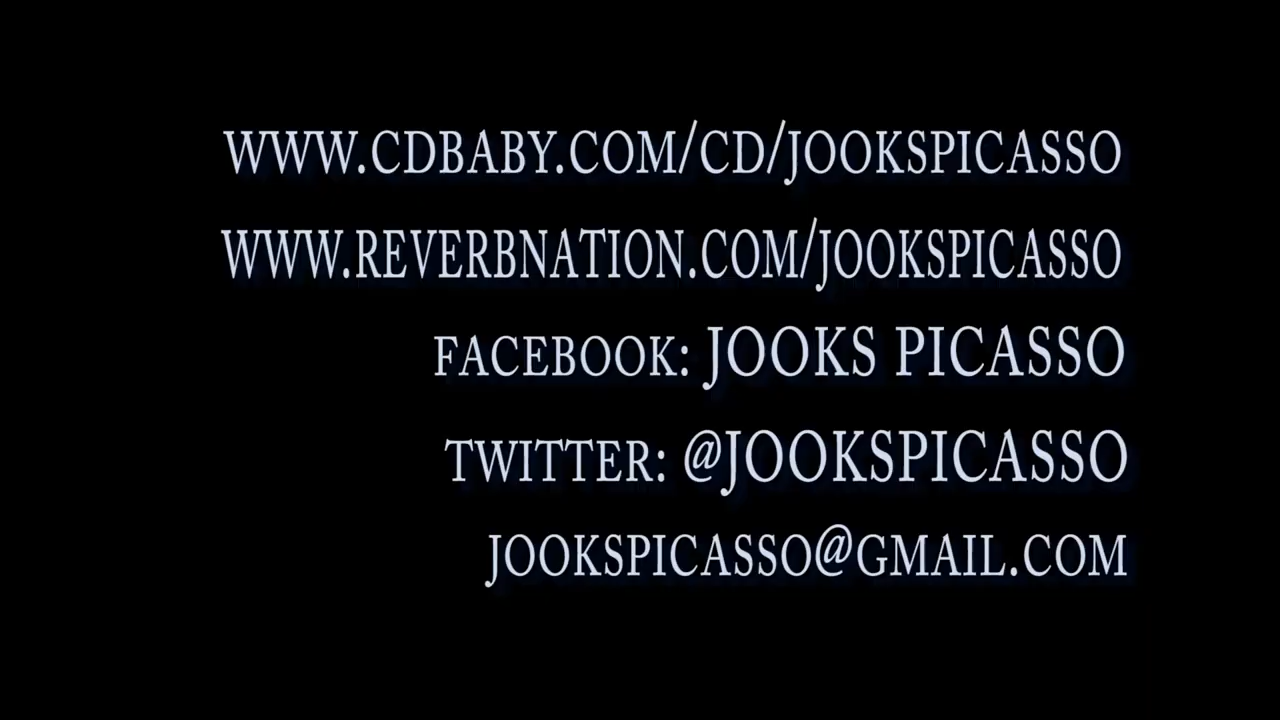 WWW.CDBABY.COM/CD/JOOKSPICASSO
WWW.REVERBNATION.COM/JOOKSPICASSO
FACEBOOK: JOOKS PICASSO
TWITTER: @JOOKSPICASSO
JOOKSPICASSO@GMAIL.COM